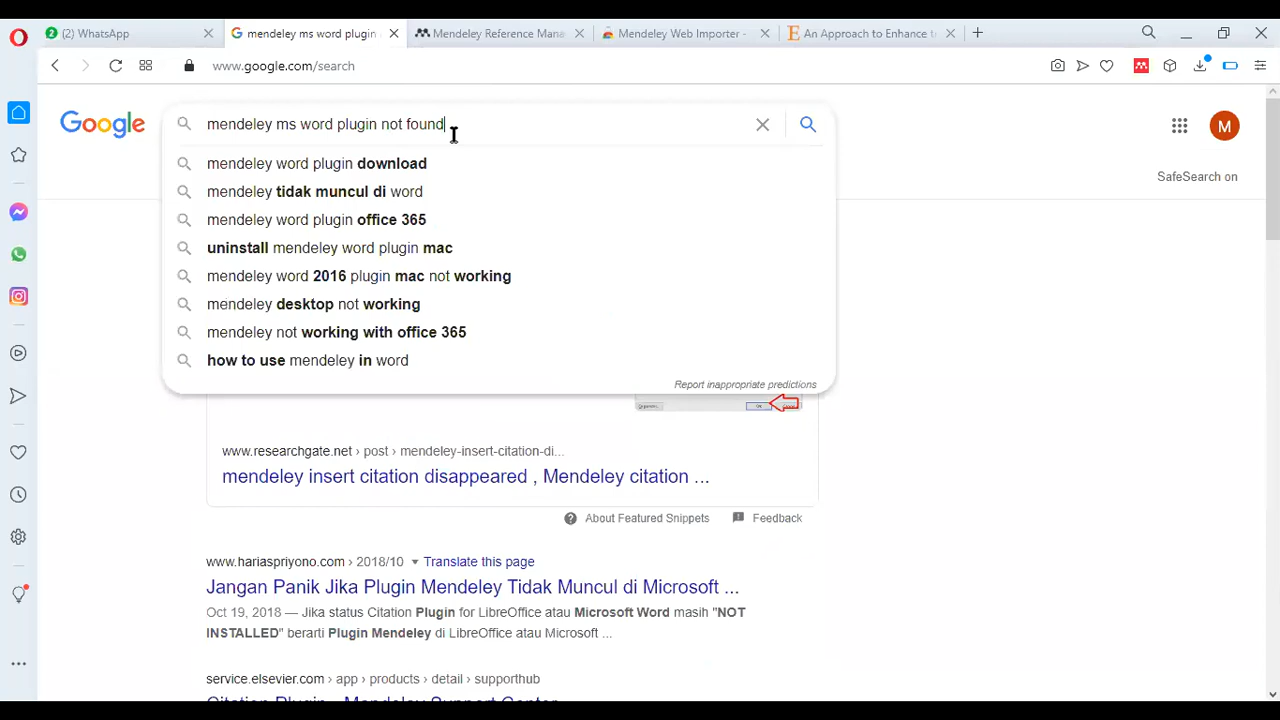 2
(2) WhatsApp
G mendeley ms word plugin
Mendeley Reference Mana
Mendeley Web Importer -
E An Approach to Enhance t
www.google.com/search
Google
mendeley ms word plugin not found
M
SafeSearch on
mendeley word plugin download
mendeley tidak muncul di word
mendeley word plugin office 365
uninstall mendeley word plugin mac
mendeley word 2016 plugin mac not working
mendeley desktop not working
mendeley not working with office 365
how to use mendeley in word
Report inappropriate predictions
www.researchgate.net › post › mendeley-insert-citation-di...
mendeley insert citation disappeared , Mendeley citation ...
About Featured Snippets
Feedback
www.hariaspriyono.com › 2018/10
Translate this page
Jangan Panik Jika Plugin Mendeley Tidak Muncul di Microsoft ...
Oct 19, 2018 — Jika status Citation Plugin for LibreOffice atau Microsoft Word masih "NOT
INSTALLED" berarti Plugin Mendeley di LibreOffice atau Microsoft ...
service.elsevier.com › app › products › detail › supporthub
Citation Plugin - Mendeley Support Center